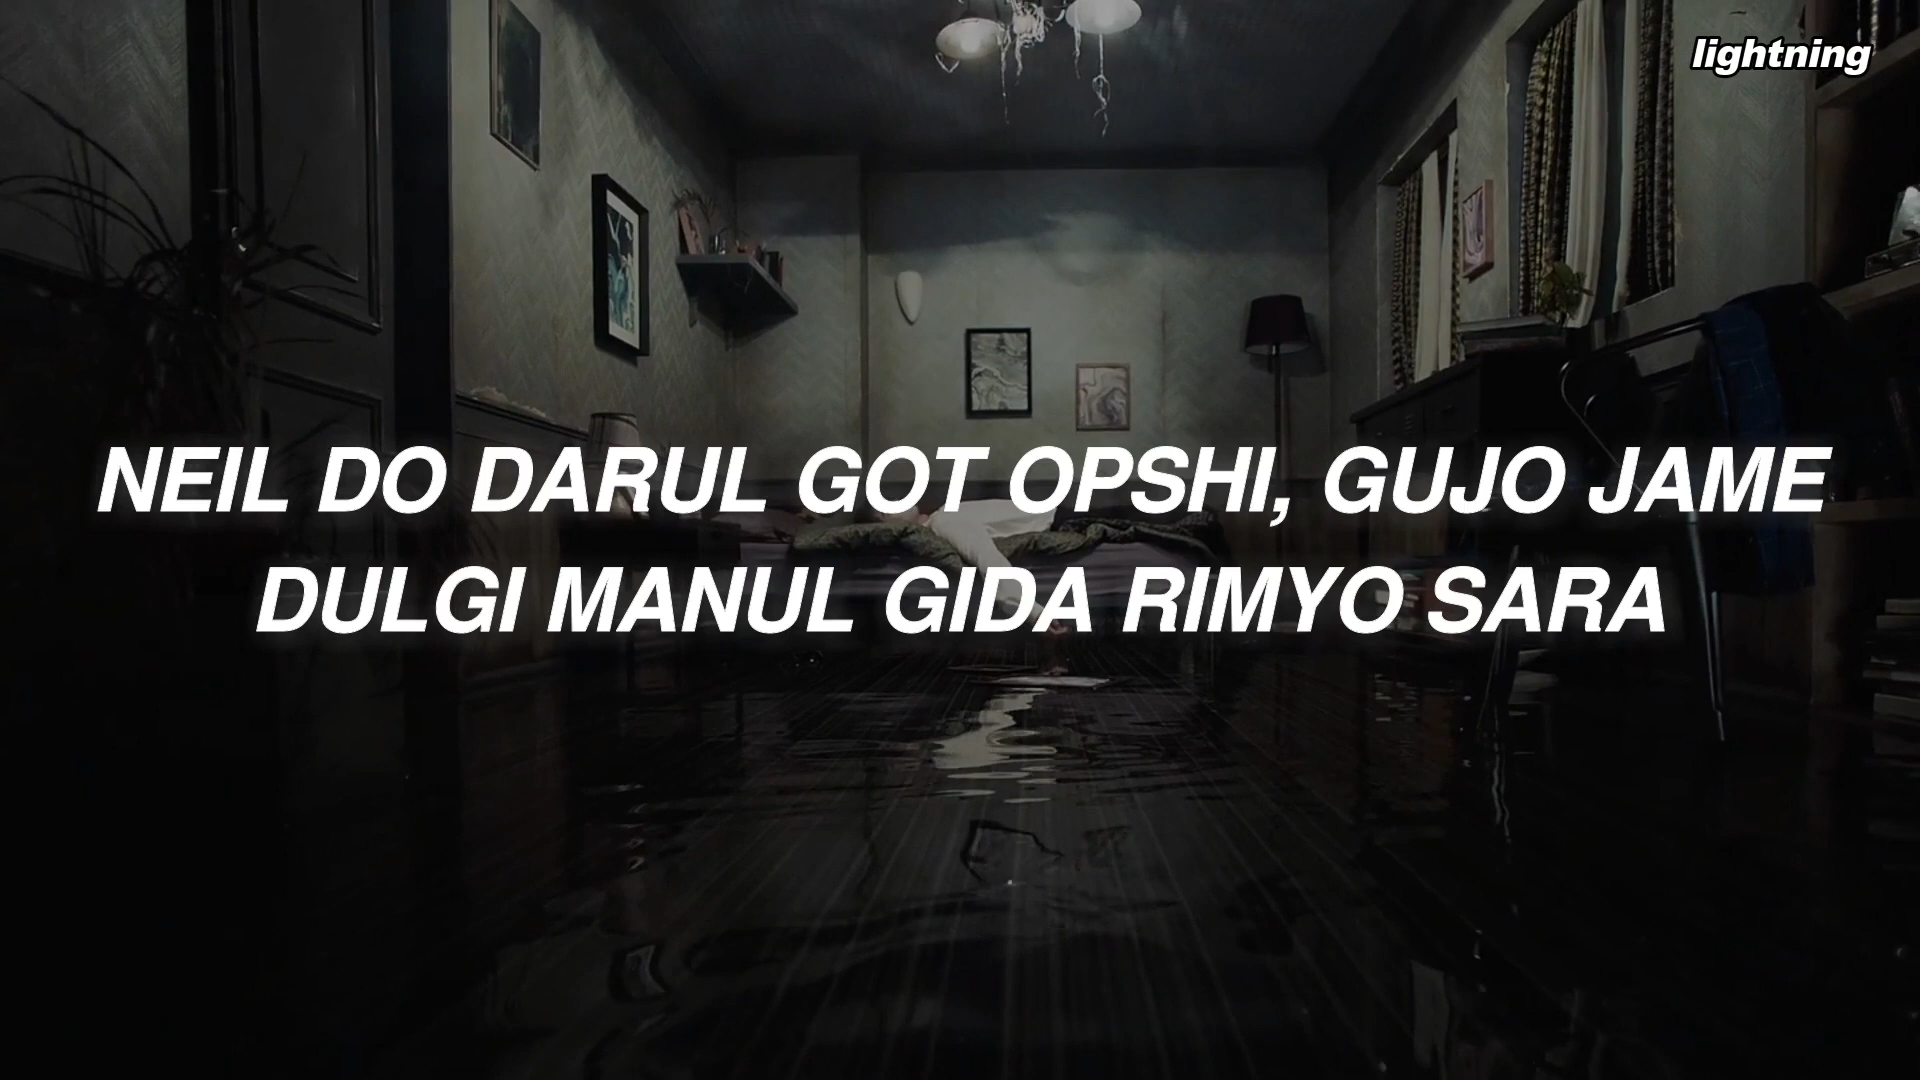 lightning
NEIL DO DARUL GOT OPSHI, GUJO JAME
DULGI MANUL GIDA RIMYO SARA